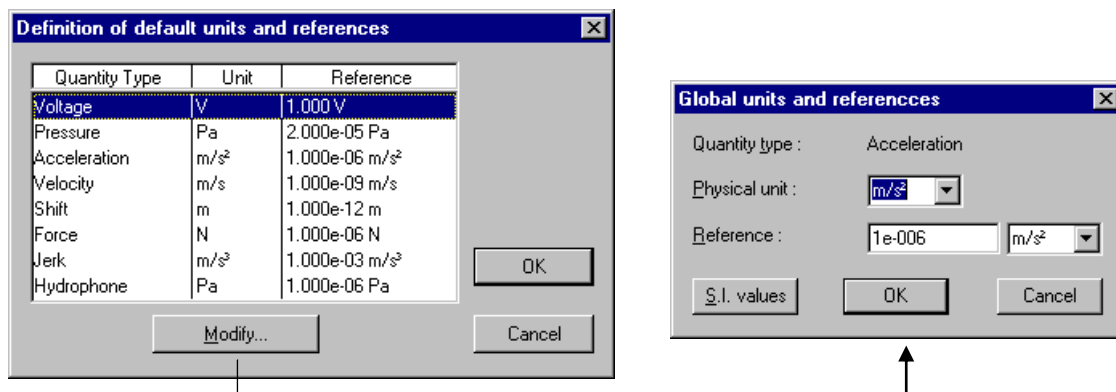 Definition of default units and references
Quantity Type Unit Reference
Voltage V 1.000 V
Pressure Pa 2.000e-05 Pa
Acceleration m/s² 1.000e-06 m/s²
Velocity m/s 1.000e-09 m/s
Shift m 1.000e-12 m
Force N 1.000e-06 N
Jerk m/s³ 1.000e-03 m/s³
Hydrophone Pa 1.000e-06 Pa
OK
Modify...
Cancel
Global units and referencces
Quantity type : Acceleration
Physical unit : m/s²
Reference : 1e-006 m/s²
S.I. values OK Cancel